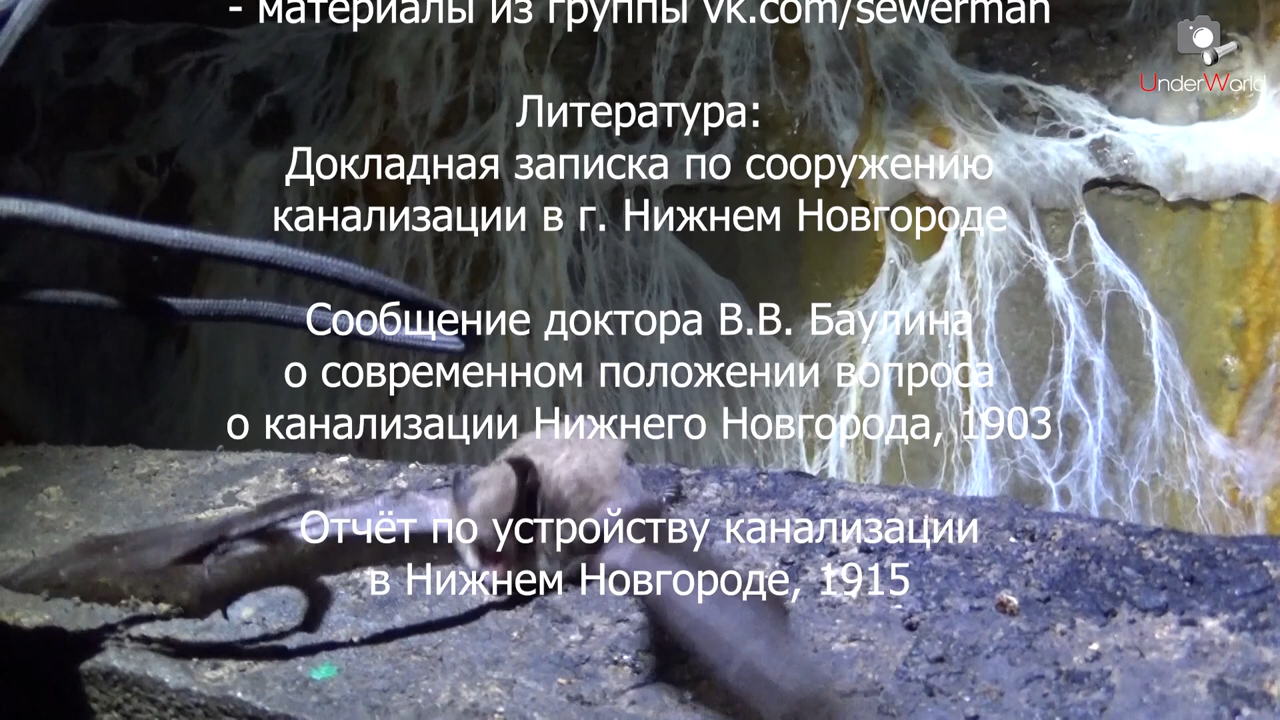 - материалы из группы vk.com/sewerman
UnderWorld
Литература:
Докладная записка по сооружению
канализации в г. Нижнем Новгороде
Сообщение доктора В.В. Баулина
о современном положении вопроса
о канализации Нижнего Новгорода, 1903
Отчёт по устройству канализации
в Нижнем Новгороде, 1915